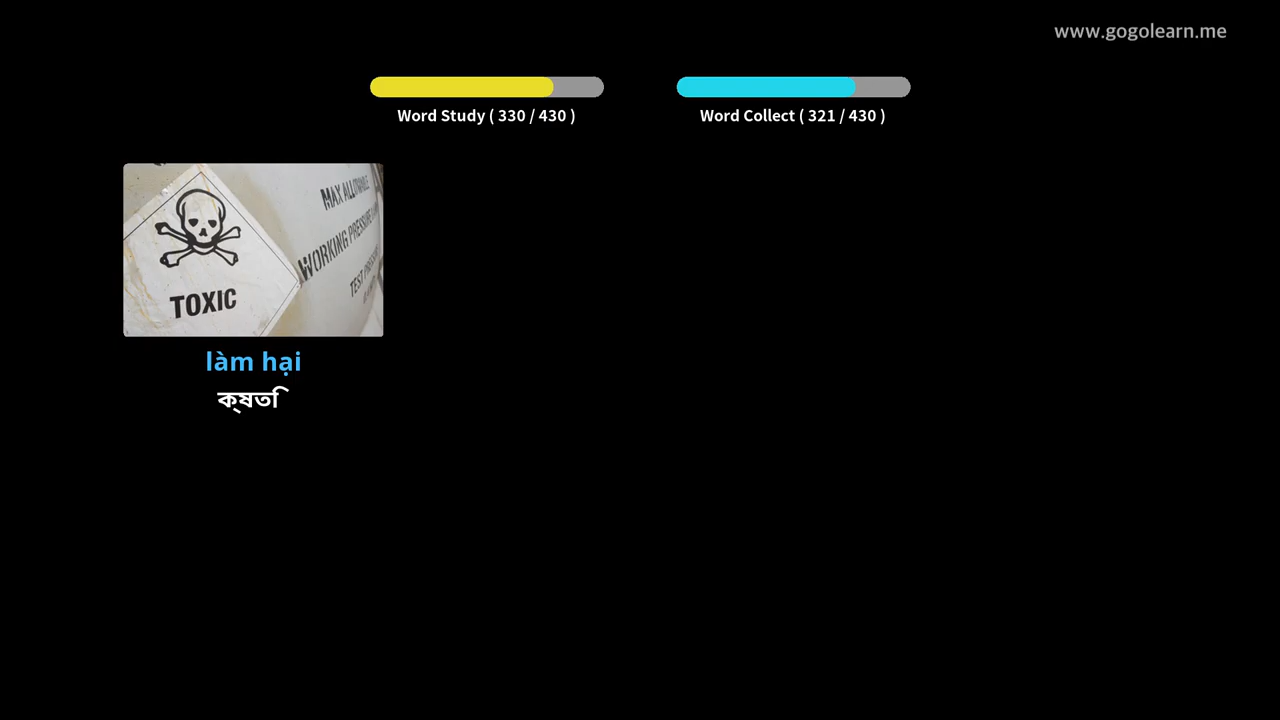 www.gogolearn.me
Word Study ( 330 / 430 )
Word Collect ( 321 / 430 )
MAX ALLOWABLE
WORKING PRESSURE
TEST
TOXIC
làm hại
ক্ষতি